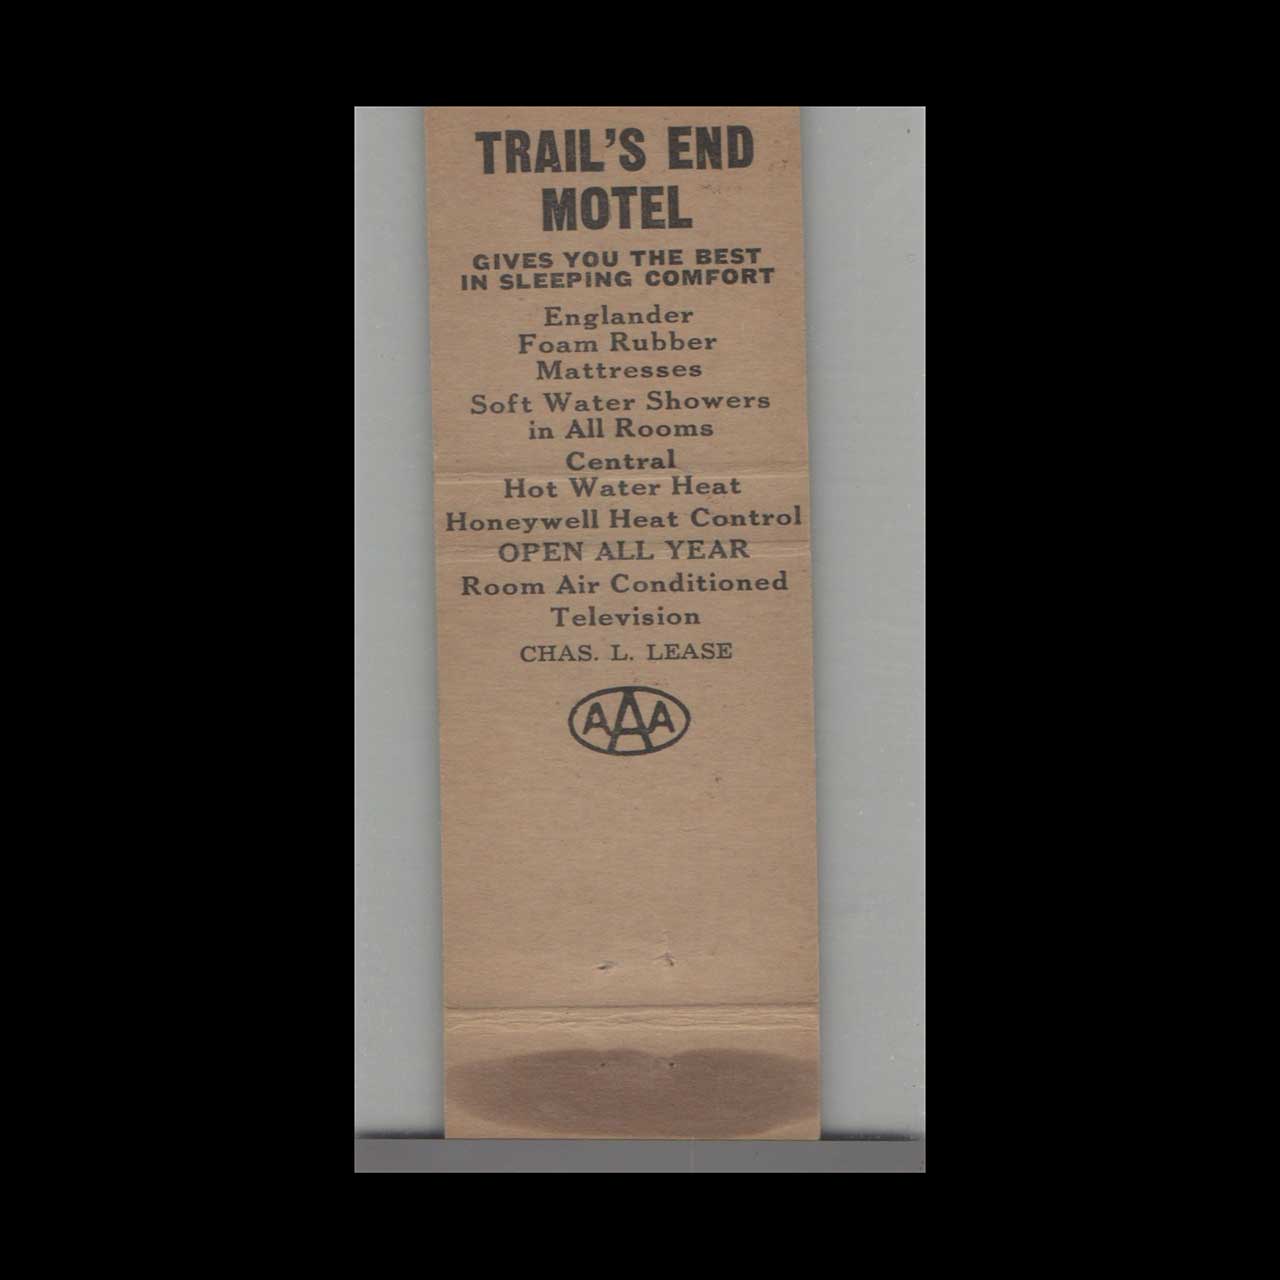 TRAIL'S END
MOTEL
GIVES YOU THE BEST
IN SLEEPING COMFORT
Englander
Foam Rubber
Mattresses
Soft Water Showers
in All Rooms
Central
Hot Water Heat
Honeywell Heat Control
OPEN ALL YEAR
Room Air Conditioned
Television
CHAS. L. LEASE
AAA